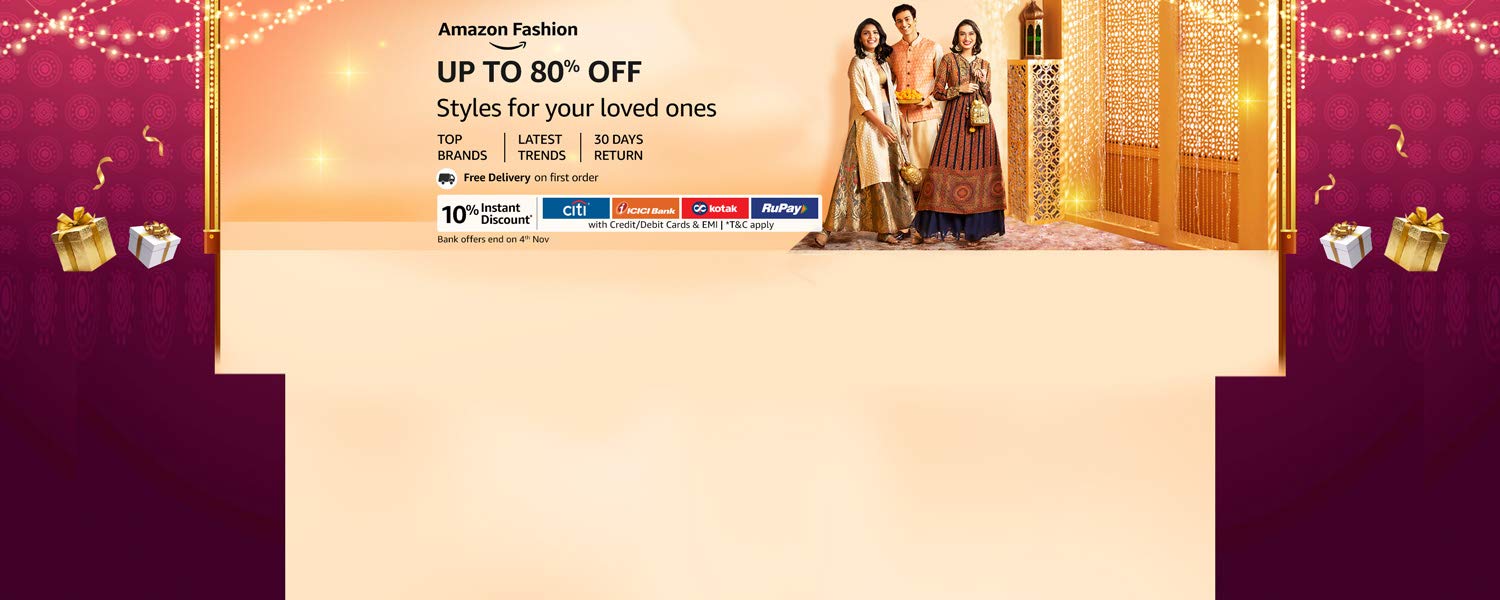 Amazon Fashion
UP TO 80% OFF
Styles for your loved ones
TOP BRANDS | LATEST TRENDS | 30 DAYS RETURN
Free Delivery on first order
10% Instant Discount* citi ICICI Bank kotak RuPay
with Credit/Debit Cards & EMI | *T&C apply
Bank offers end on 4th Nov